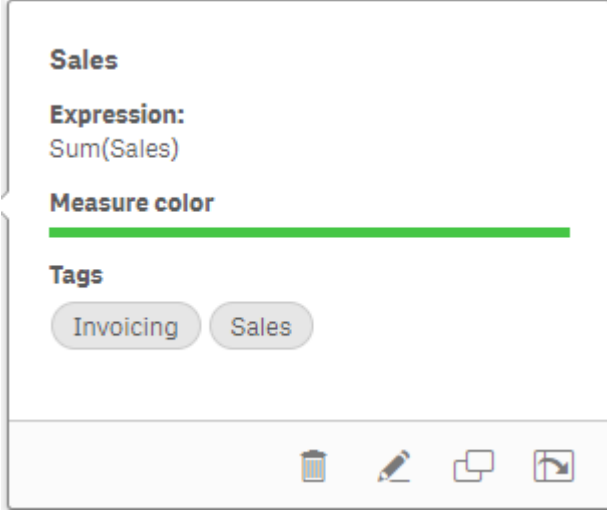 Sales
Expression:
Sum(Sales)
Measure color
Tags
Invoicing Sales